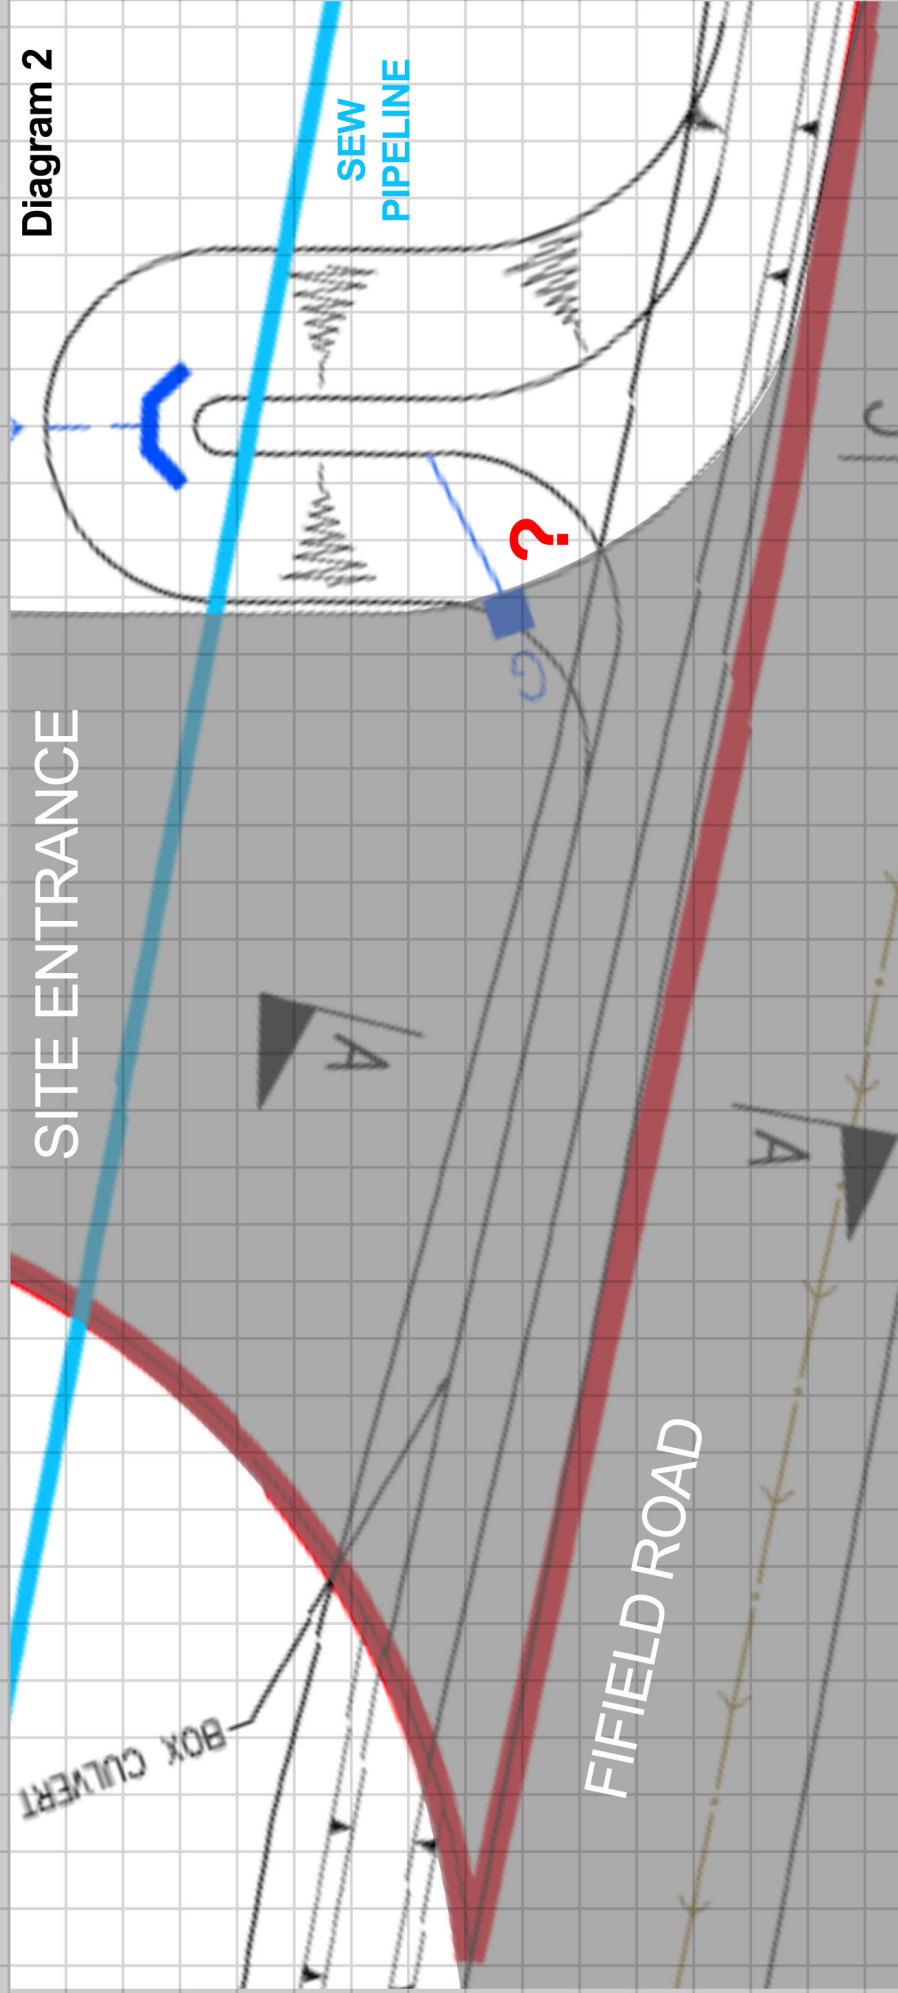 Diagram 2
SEW
PIPELINE
?
G
SITE ENTRANCE
A
A
FIFIELD ROAD
BOX CULVERT